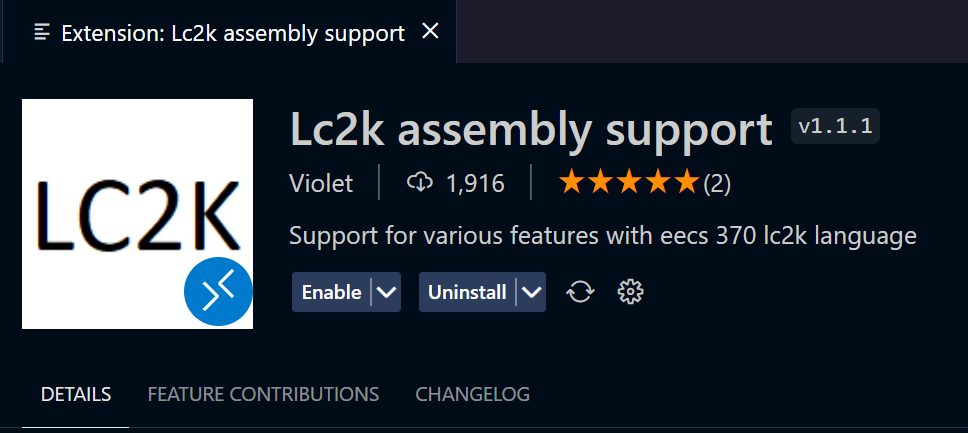 Extension: Lc2k assembly support
LC2K
Lc2k assembly support v1.1.1
Violet 1,916 (2)
Support for various features with eecs 370 lc2k language
Enable Uninstall
DETAILS FEATURE CONTRIBUTIONS CHANGELOG